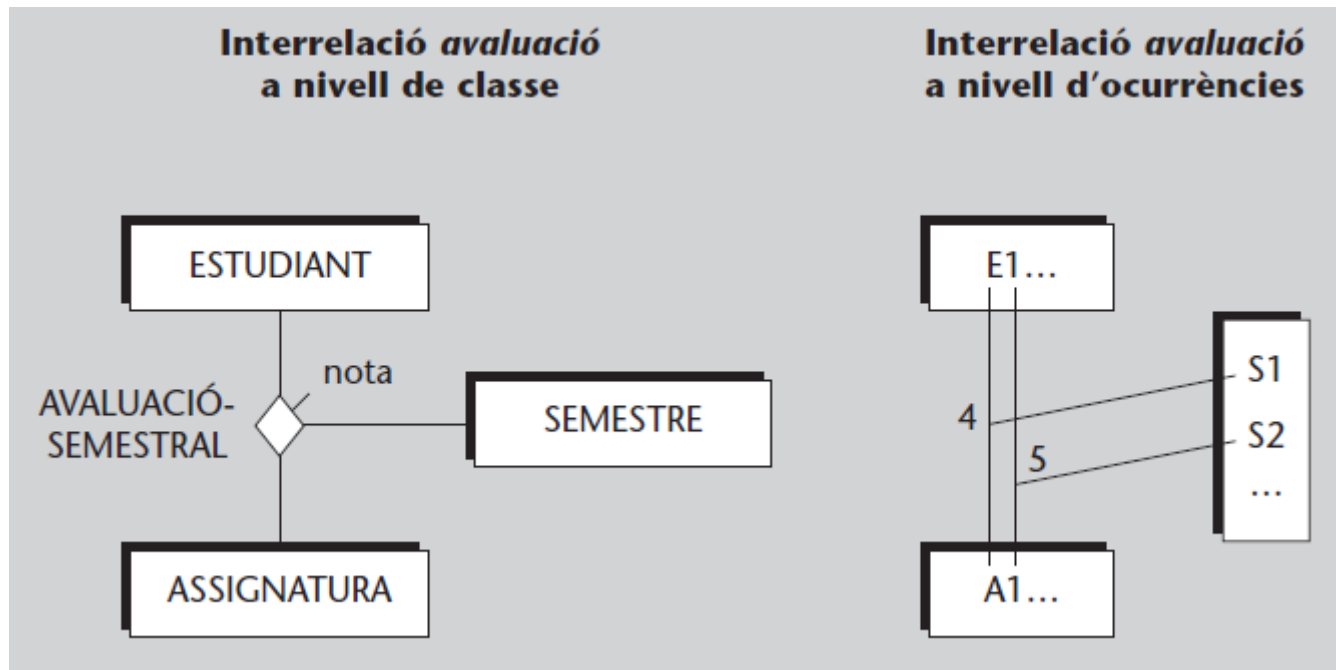 Interrelació avaluació
a nivell de classe
ESTUDIANT
nota
AVALUACIÓ-
SEMESTRAL
SEMESTRE
ASSIGNATURA
Interrelació avaluació
a nivell d'ocurrències
E1...
S1
4
S2
5
...
A1...